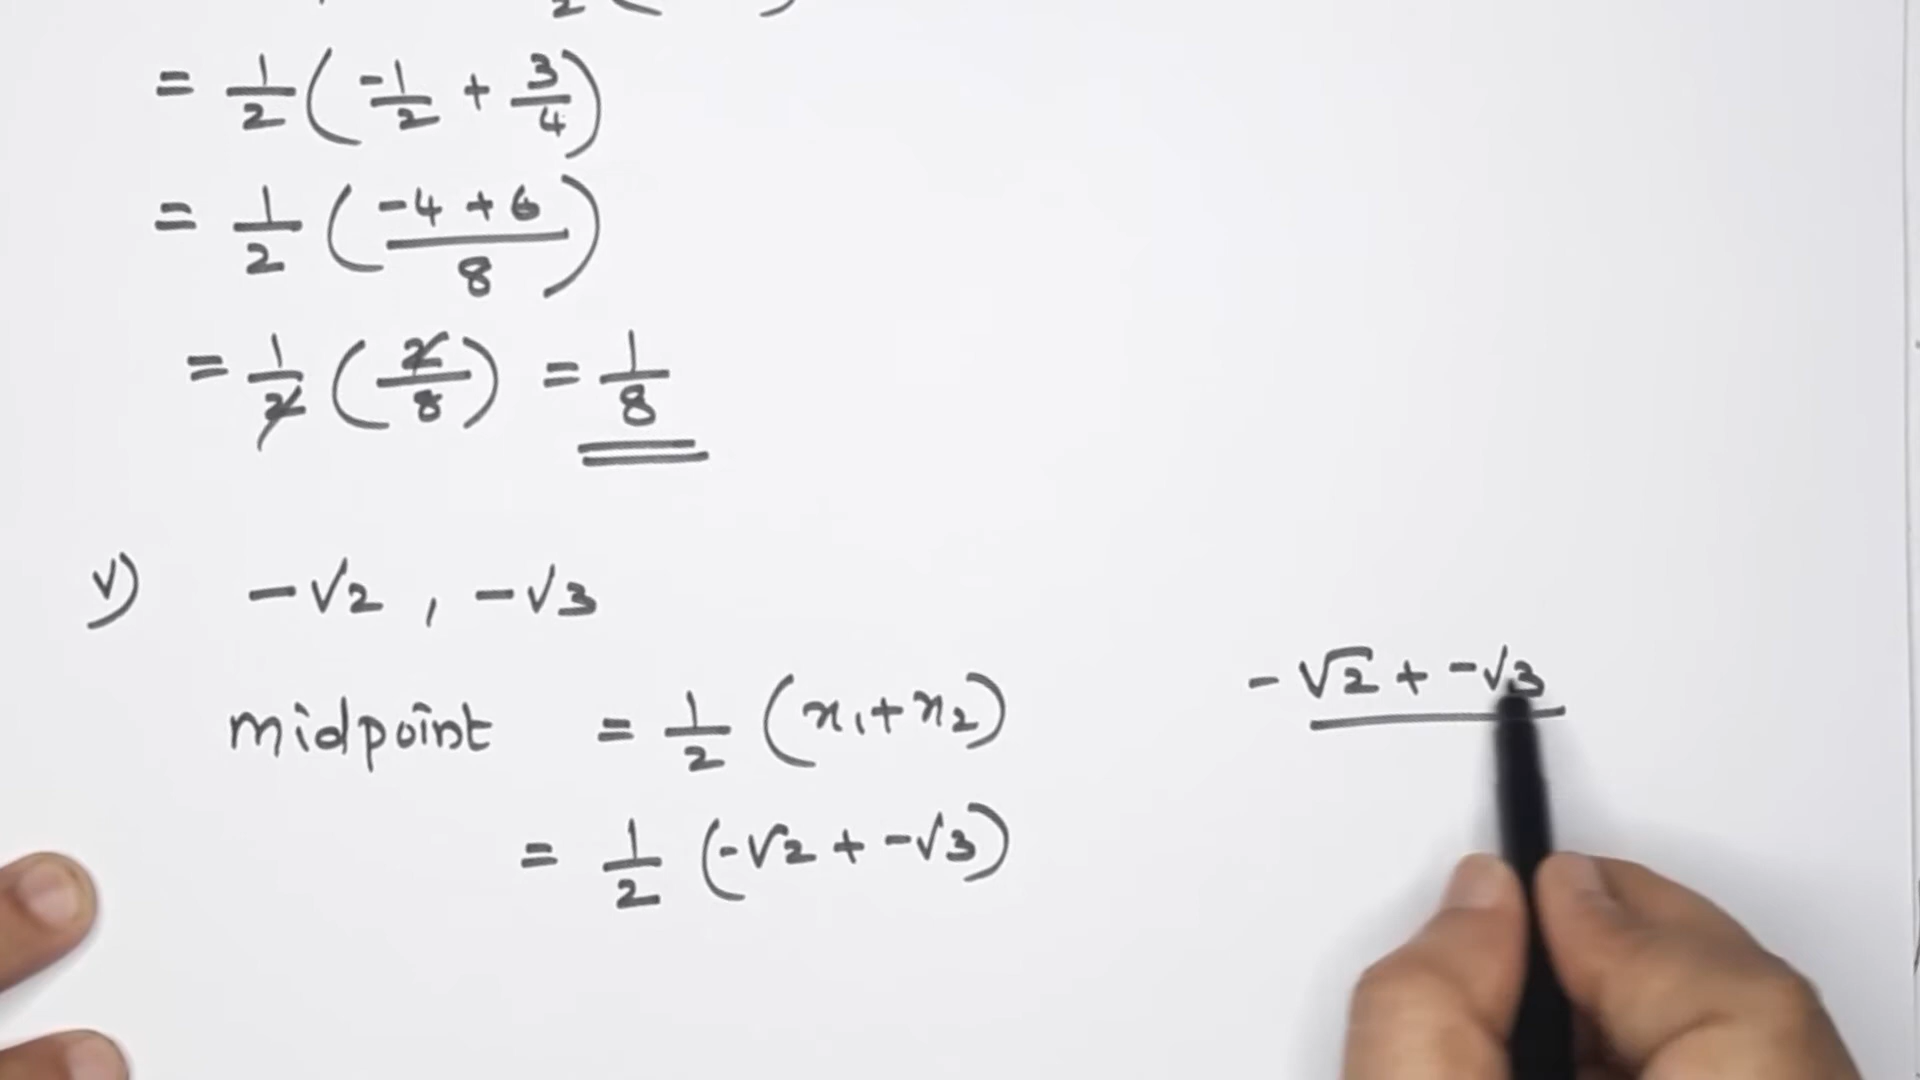 2 ( )
= 1/2 ( -1/2 + 3/4 )
= 1/2 ( -4 + 6 / 8 )
= 1/2 ( 2/8 ) = 1/8
v) -√2 , -√3
midpoint = 1/2 (x₁+x₂)
= 1/2 (-√2 + -√3)
-√2 + -√3